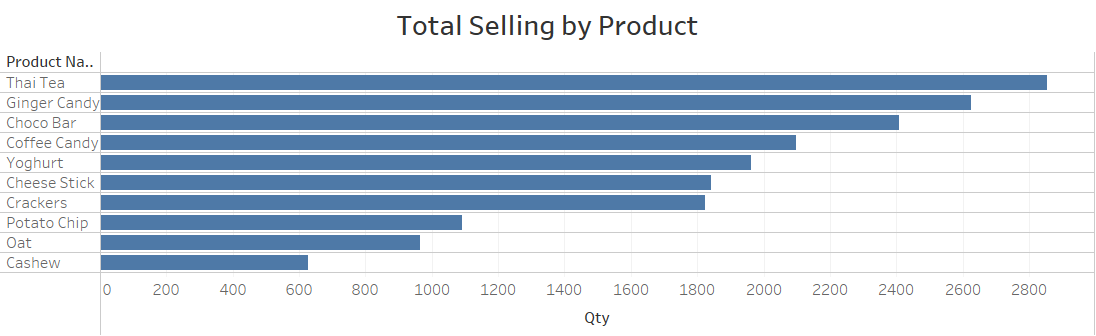 Total Selling by Product
Product Na..
Thai Tea
Ginger Candy
Choco Bar
Coffee Candy
Yoghurt
Cheese Stick
Crackers
Potato Chip
Oat
Cashew
0 200 400 600 800 1000 1200 1400 1600 1800 2000 2200 2400 2600 2800
Qty